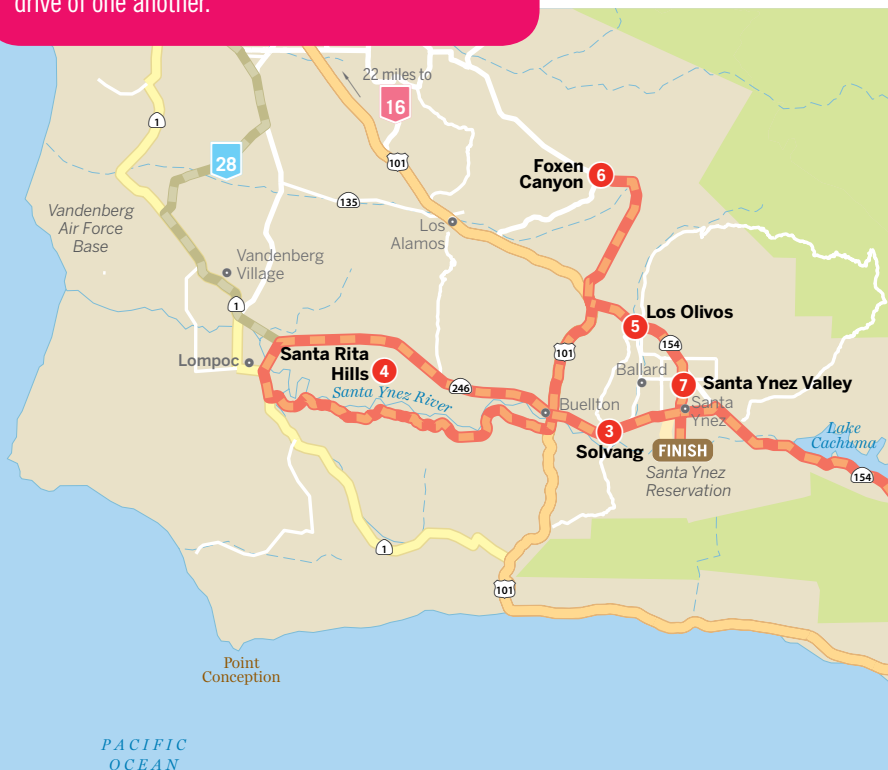 drive of one another.
22 miles to
16
1
28
101
Foxen
Canyon
6
135
Vandenberg
Air Force
Base
Los
Alamos
Vandenberg
Village
1
Los Olivos
5
154
101
Lompoc
Santa Rita
Hills
4
246
Santa Ynez River
Ballard
7
Santa Ynez Valley
Buellton
Santa
Ynez
3
Solvang
FINISH
Santa Ynez
Reservation
Lake
Cachuma
154
1
101
Point
Conception
PACIFIC
OCEAN